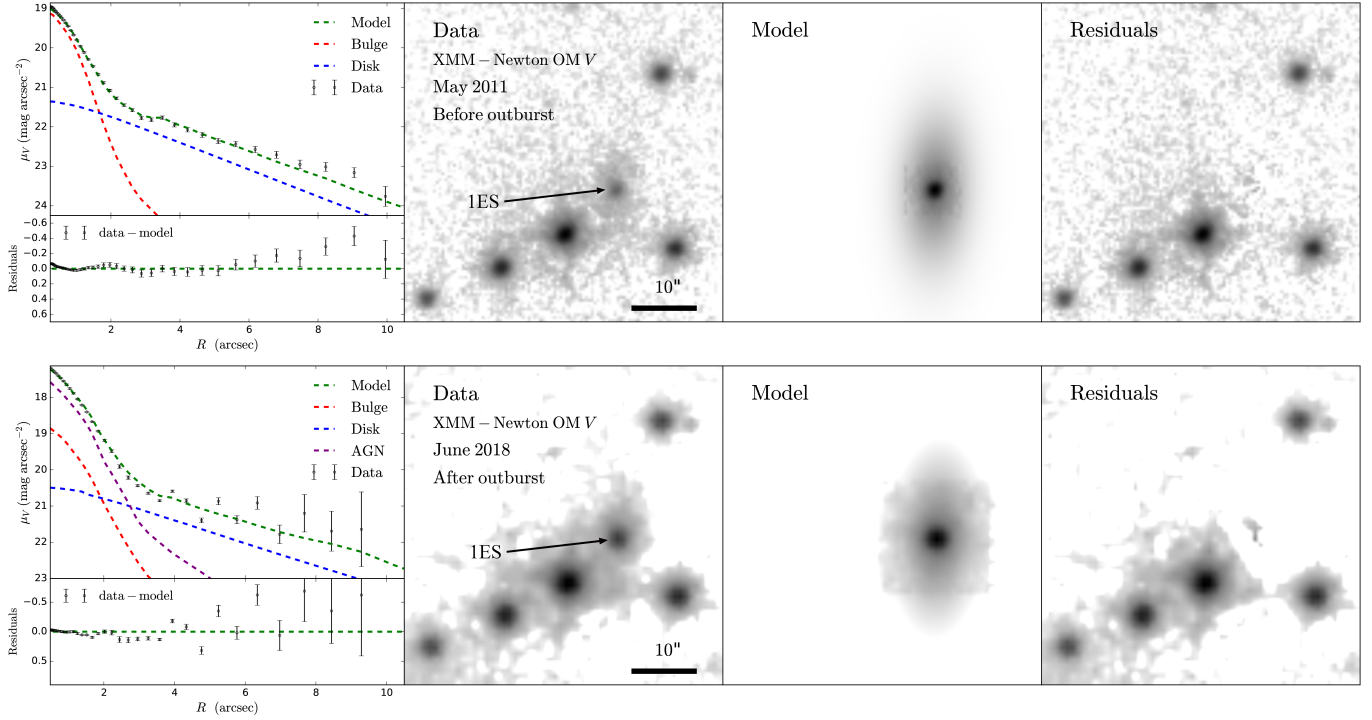 19
20
21
22
23
24
μV (mag arcsec−2)
Model
Bulge
Disk
Data
−0.6
−0.4
−0.2
0.0
0.2
0.4
0.6
Residuals
data − model
2
4
6
8
10
R (arcsec)
Data
XMM − Newton OM V
May 2011
Before outburst
1ES
10"
Model
Residuals
18
19
20
21
22
23
μV (mag arcsec−2)
Model
Bulge
Disk
AGN
Data
−0.5
0.0
0.5
Residuals
data − model
2
4
6
8
10
R (arcsec)
Data
XMM − Newton OM V
June 2018
After outburst
1ES
10"
Model
Residuals